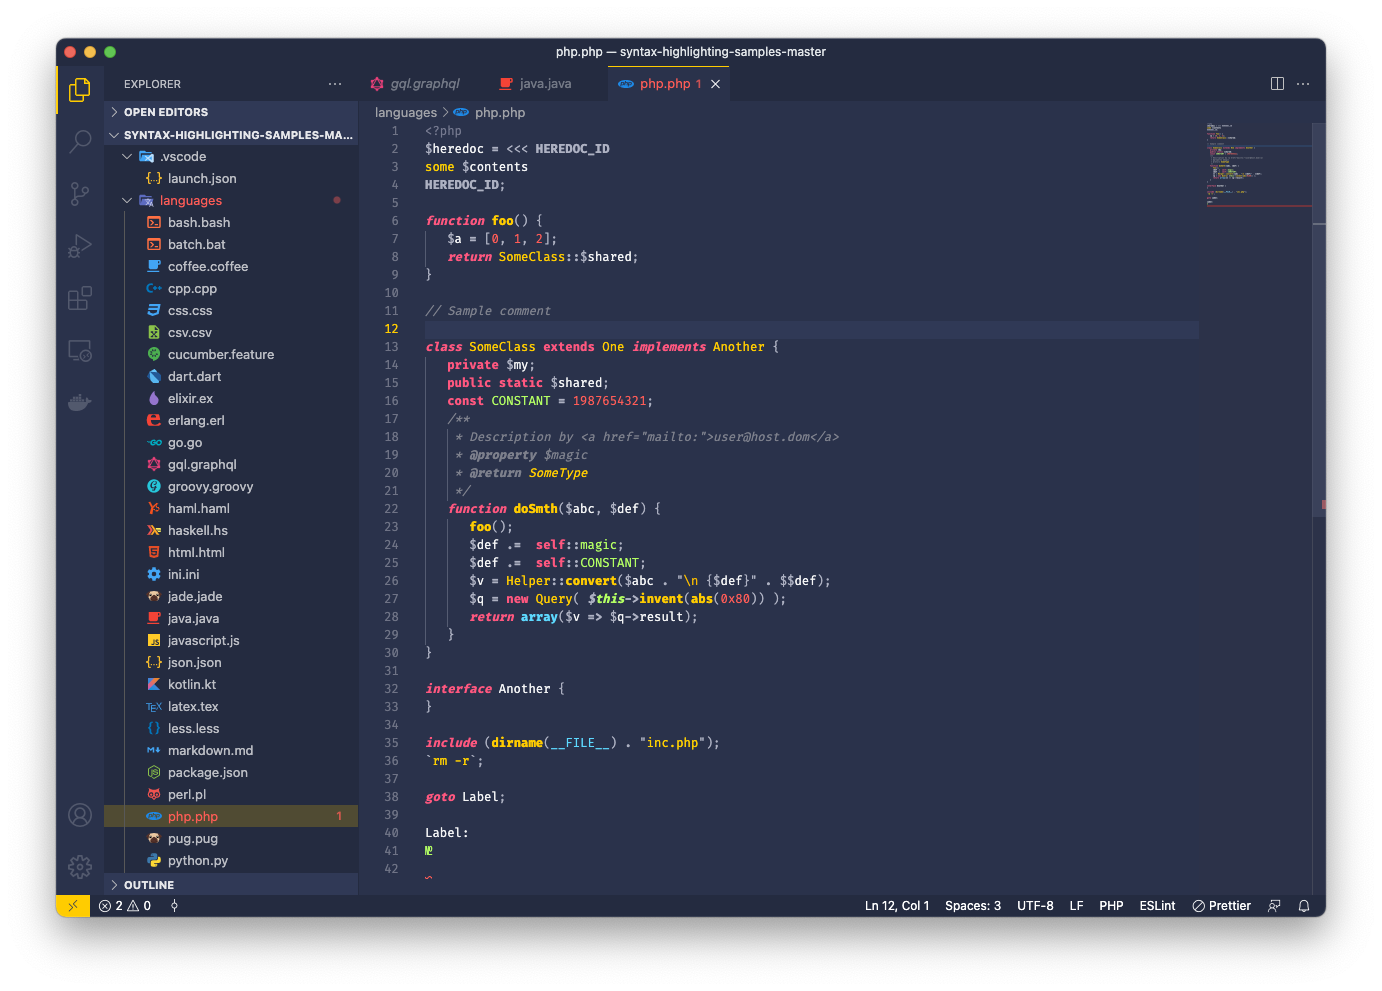 php.php — syntax-highlighting-samples-master
EXPLORER
OPEN EDITORS
SYNTAX-HIGHLIGHTING-SAMPLES-MA...
.vscode
launch.json
languages
bash.bash
batch.bat
coffee.coffee
cpp.cpp
css.css
csv.csv
cucumber.feature
dart.dart
elixir.ex
erlang.erl
go.go
gql.graphql
groovy.groovy
haml.haml
haskell.hs
html.html
ini.ini
jade.jade
java.java
javascript.js
json.json
kotlin.kt
latex.tex
less.less
markdown.md
package.json
perl.pl
php.php 1
pug.pug
python.py
OUTLINE
gql.graphql java.java php.php 1
languages > php.php
1 <?php
2 $heredoc = <<< HEREDOC_ID
3 some $contents
4 HEREDOC_ID;
5
6 function foo() {
7 $a = [0, 1, 2];
8 return SomeClass::$shared;
9 }
10
11 // Sample comment
12
13 class SomeClass extends One implements Another {
14 private $my;
15 public static $shared;
16 const CONSTANT = 1987654321;
17 /**
18 * Description by <a href="mailto:">user@host.dom</a>
19 * @property $magic
20 * @return SomeType
21 */
22 function doSmth($abc, $def) {
23 foo();
24 $def .= self::magic;
25 $def .= self::CONSTANT;
26 $v = Helper::convert($abc . "\n {$def}" . $$def);
27 $q = new Query( $this->invent(abs(0x80)) );
28 return array($v => $q->result);
29 }
30 }
31
32 interface Another {
33 }
34
35 include (dirname(__FILE__) . "inc.php");
36 `rm -r`;
37
38 goto Label;
39
40 Label:
41 №
42
2 0
Ln 12, Col 1 Spaces: 3 UTF-8 LF PHP ESLint Prettier